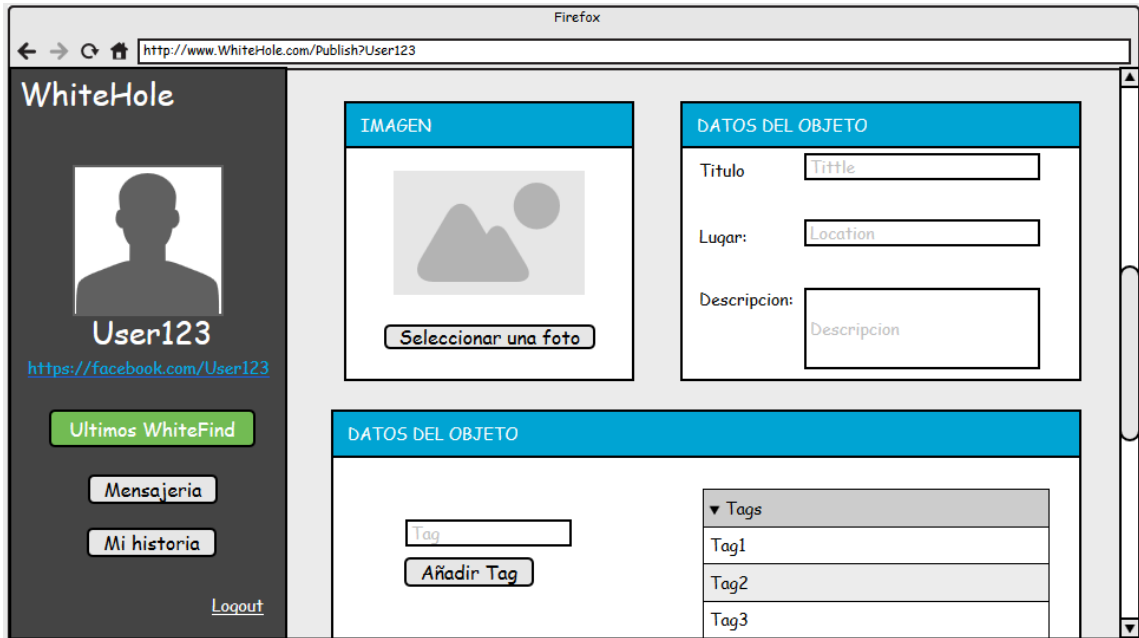 Firefox
http://www.WhiteHole.com/Publish?User123
WhiteHole
User123
https://facebook.com/User123
Ultimos WhiteFind
Mensajeria
Mi historia
Logout
IMAGEN
Seleccionar una foto
DATOS DEL OBJETO
Titulo
Tittle
Lugar:
Location
Descripcion:
Descripcion
DATOS DEL OBJETO
Tag
Añadir Tag
Tags
Tag1
Tag2
Tag3